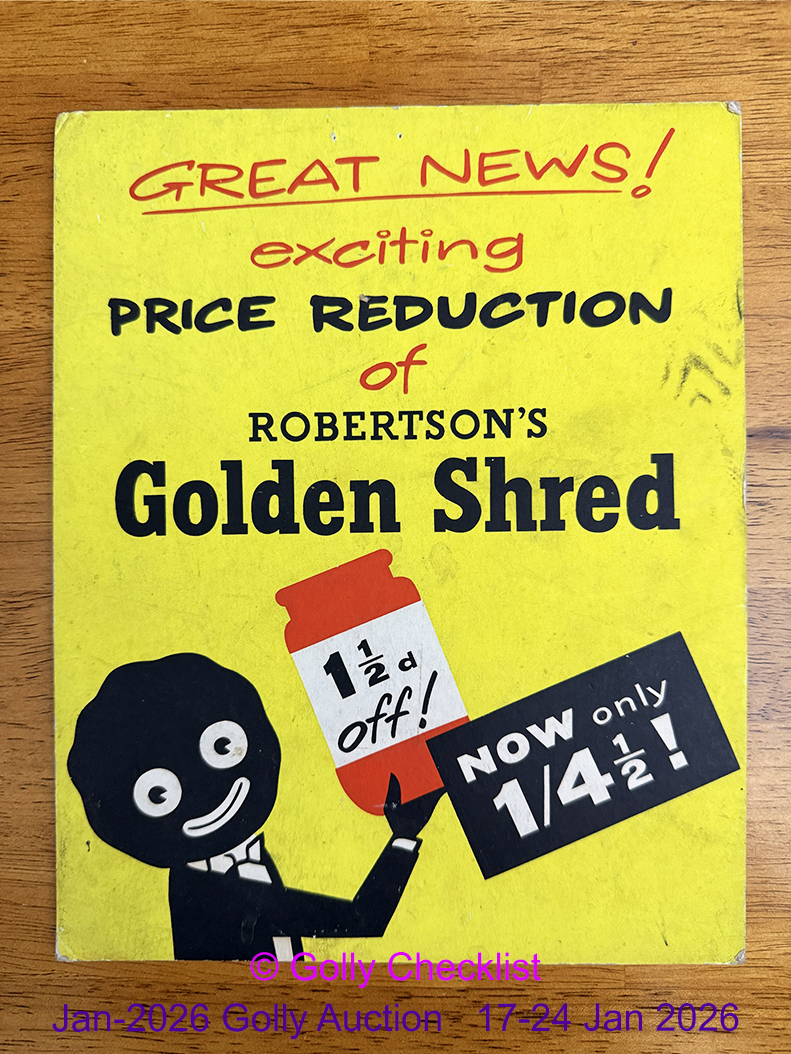 GREAT NEWS!
exciting
PRICE REDUCTION
of
ROBERTSON'S
Golden Shred
1½d
off!
NOW only
1/4½!
© Golly Checklist
Jan-2026 Golly Auction 17-24 Jan 2026